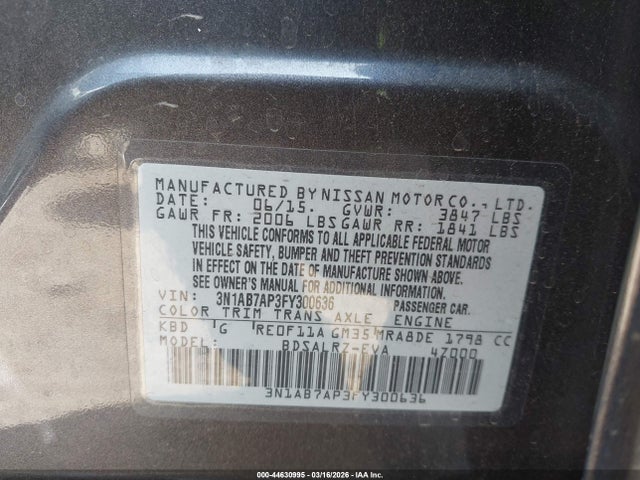 MANUFACTURED BY NISSAN MOTOR CO., LTD.
DATE: 06/15. GVWR: 3847 LBS
GAWR FR: 2006 LBS GAWR RR: 1841 LBS
THIS VEHICLE CONFORMS TO ALL APPLICABLE FEDERAL MOTOR
VEHICLE SAFETY, BUMPER AND THEFT PREVENTION STANDARDS
IN EFFECT ON THE DATE OF MANUFACTURE SHOWN ABOVE.
SEE OWNER'S MANUAL FOR ADDITIONAL INFORMATION.
VIN: 3N1AB7AP3FY300636 PASSENGER CAR.
COLOR TRIM TRANS AXLE ENGINE
KBD G RE0F11A GM35 MRA8DE 1798 CC
MODEL: BDSALRZ-EVA 4Z000
3N1AB7AP3FY300636
000-44630995 - 03/16/2026 - IAA Inc.